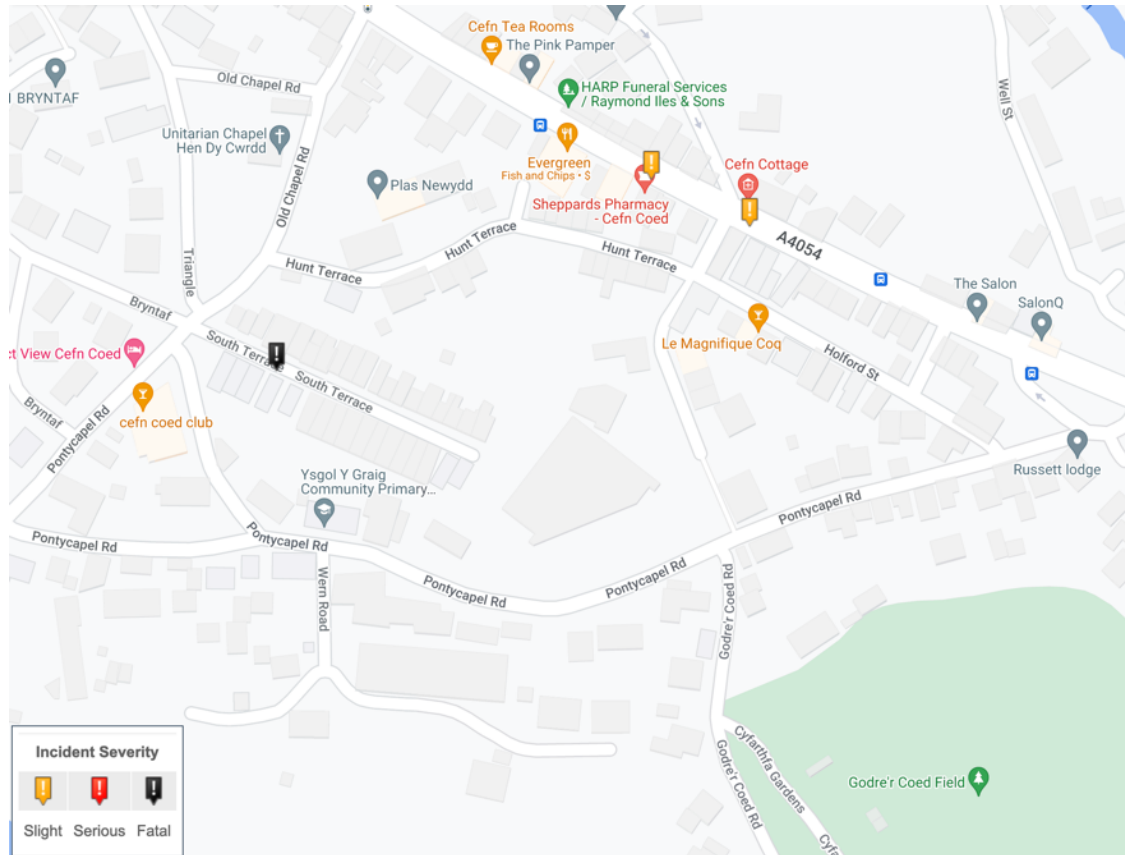 Cefn Tea Rooms
The Pink Pamper
BRYNTAF
Old Chapel Rd
HARP Funeral Services
/ Raymond Iles & Sons
Well St
Unitarian Chapel
Hen Dy Cwrdd
Evergreen
Fish and Chips • $
Cefn Cottage
Plas Newydd
Old Chapel Rd
Sheppards Pharmacy
- Cefn Coed
Hunt Terrace
Hunt Terrace
Hunt Terrace
A4054
Triangle
The Salon
SalonQ
Bryntaf
South Terrace
ct View Cefn Coed
Le Magnifique Coq
Holford St
South Terrace
Bryntaf
cefn coed club
Pontycapel Rd
Russett lodge
Ysgol Y Graig
Community Primary...
Pontycapel Rd
Pontycapel Rd
Pontycapel Rd
Pontycapel Rd
Pontycapel Rd
Wern Road
Godre'r Coed Rd
Incident Severity
Slight Serious Fatal
Godre'r Coed Rd
Cyfarthfa Gardens
Godre'r Coed Field
Cyfa